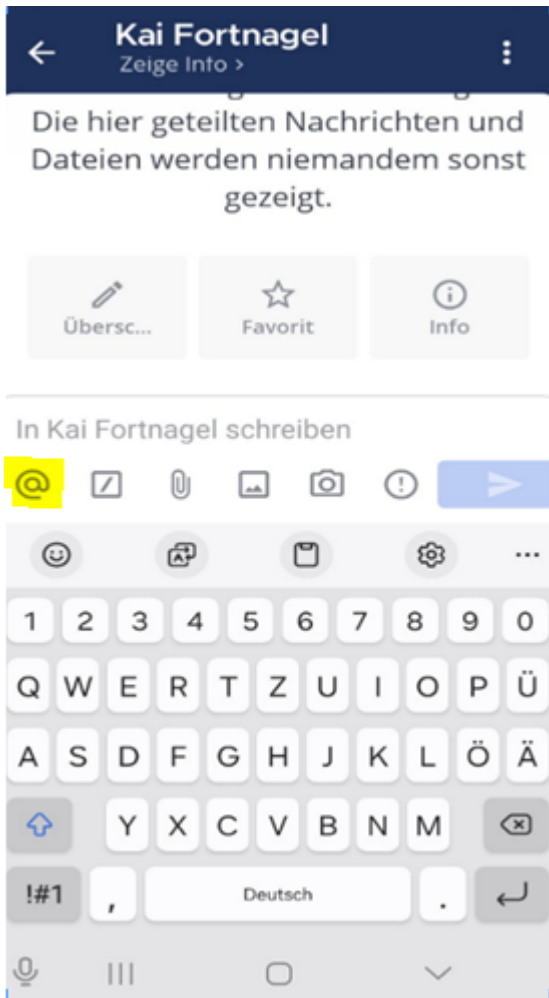 Kai Fortnagel
Zeige Info >
Die hier geteilten Nachrichten und
Dateien werden niemandem sonst
gezeigt.
Übersc... Favorit Info
In Kai Fortnagel schreiben
@
1 2 3 4 5 6 7 8 9 0
Q W E R T Z U I O P Ü
A S D F G H J K L Ö Ä
Y X C V B N M
!#1 , Deutsch .